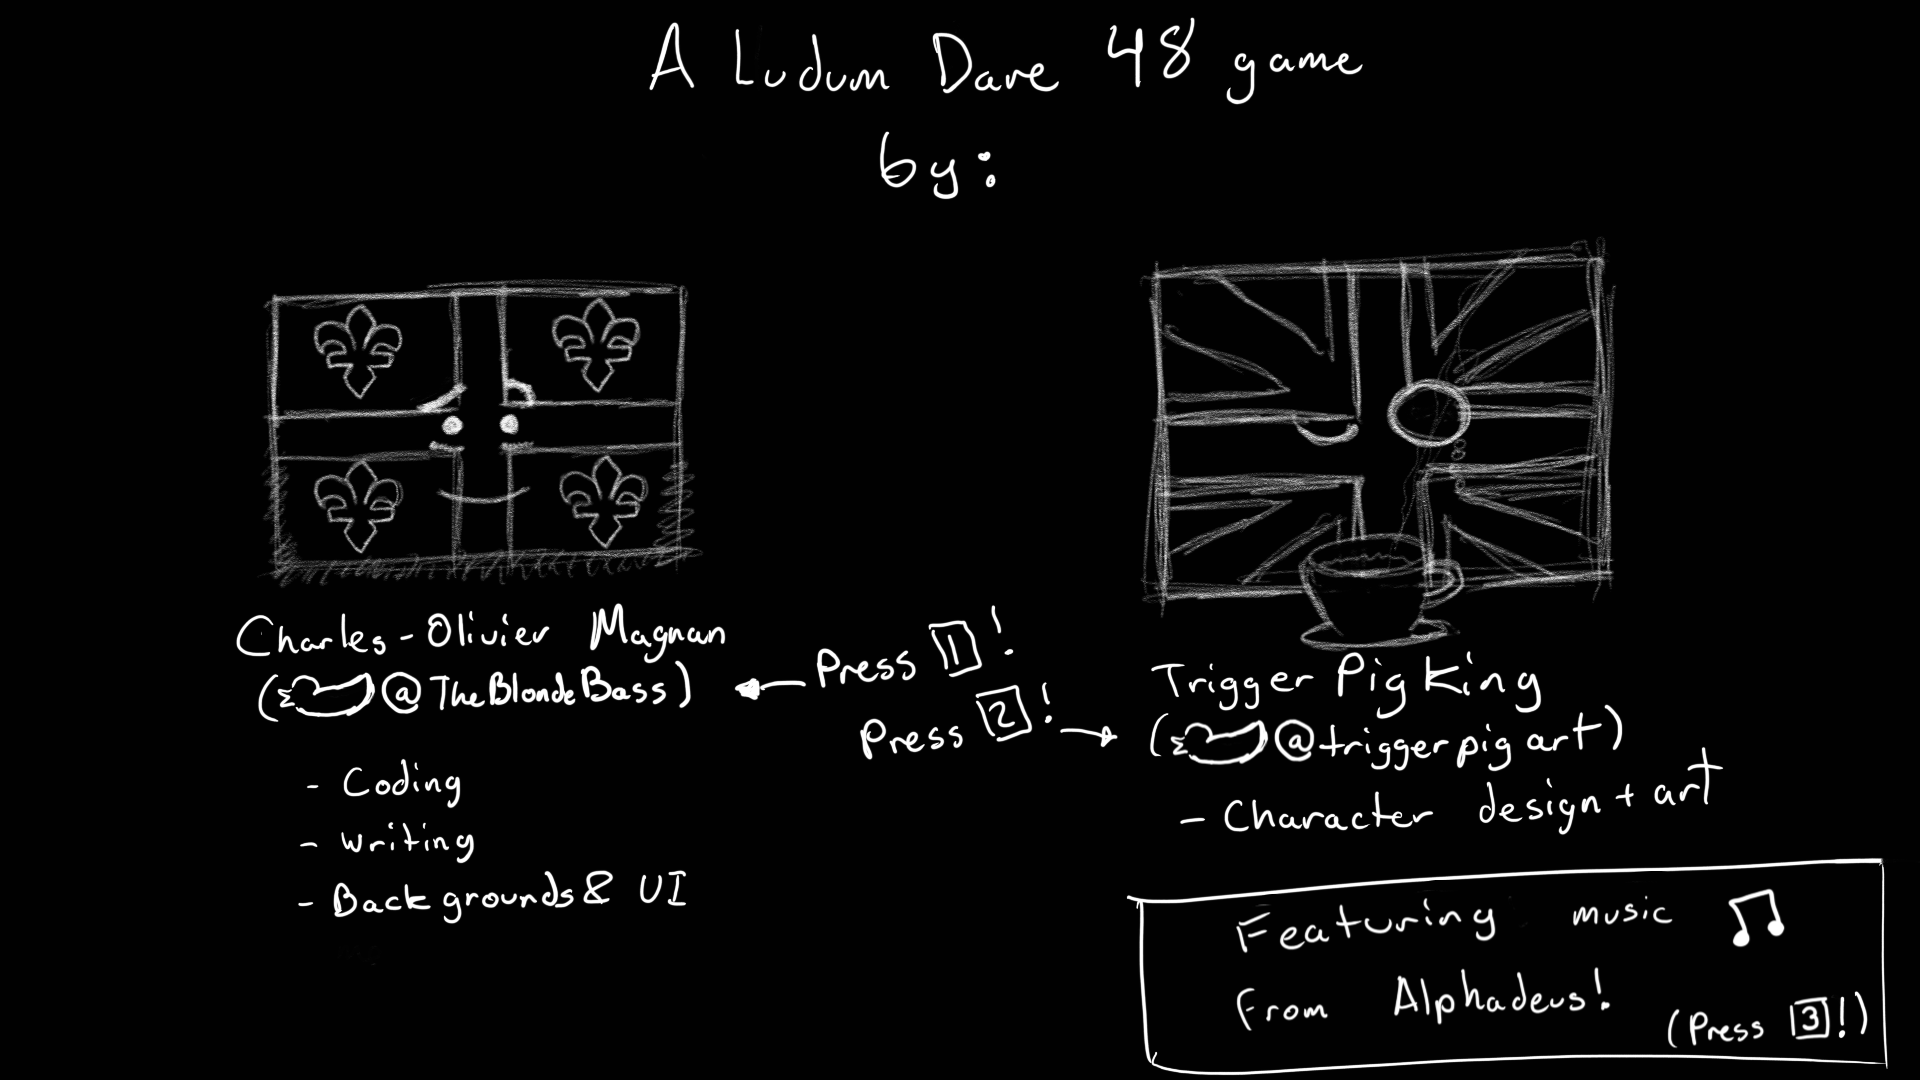 A Ludum Dare 48 game
by:
Charles-Olivier Magnan
(@TheBlondeBass)
- Coding
- Writing
- Backgrounds & UI
Press 1!
Press 2!
Trigger Pig King
(@triggerpigart)
- Character design + art
Featuring music
From Alphadeus!
(Press 3!)